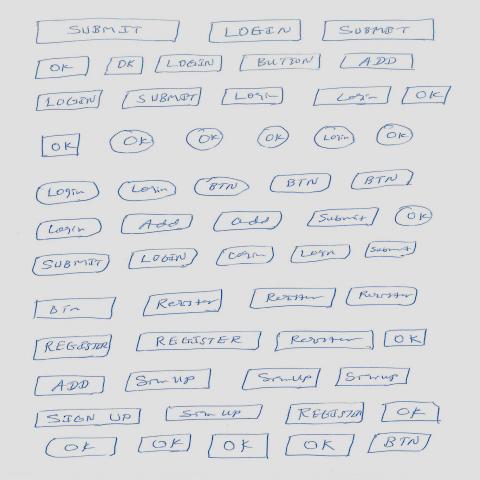 SUBMIT LOGIN SUBMIT
OK OK LOGIN BUTTON ADD
LOGIN SUBMIT Login Login OK
OK OK OK OK Login OK
Login Login BTN BTN BTN
Login Add add Submit OK
SUBMIT LOGIN Login Login Submit
BTn Register Register Register
REGISTER REGISTER Register OK
ADD SIGN UP SIGN UP SIGN UP
SIGN UP SIGN UP REGISTER OK
OK OK OK OK BTN